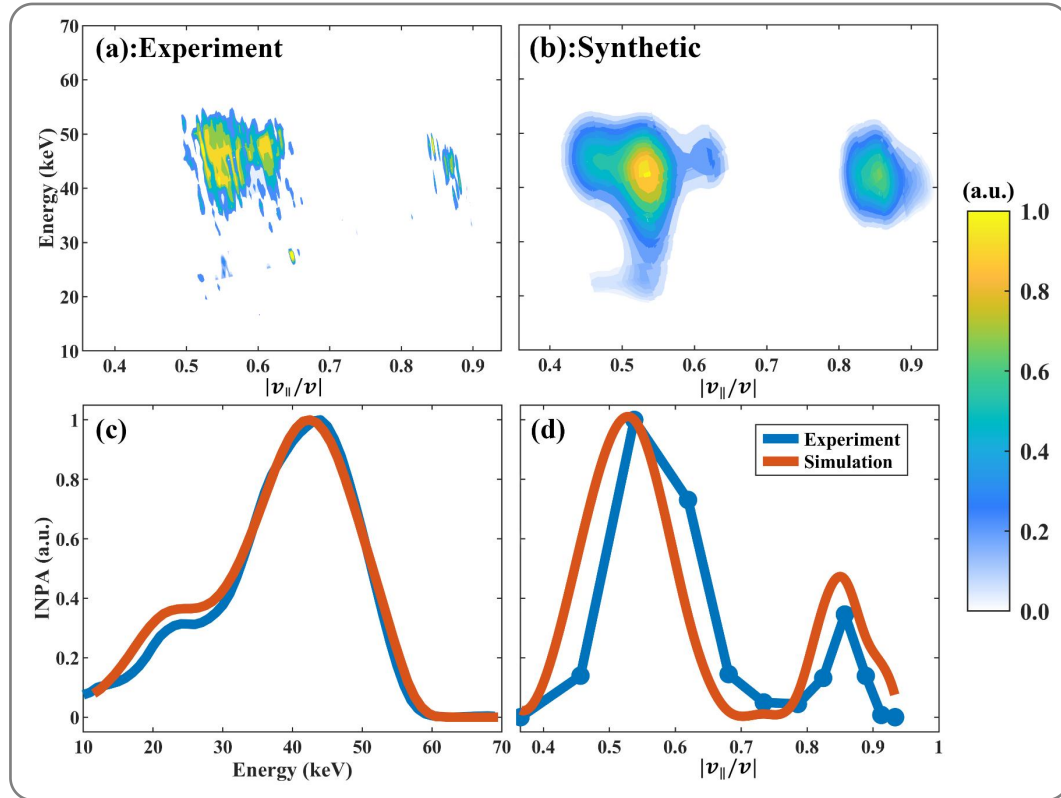 (a):Experiment
(b):Synthetic
70
60
50
40
30
20
10
Energy (keV)
0.4 0.5 0.6 0.7 0.8 0.9
|v∥/v|
0.4 0.5 0.6 0.7 0.8 0.9
|v∥/v|
(a.u.)
1.0
0.8
0.6
0.4
0.2
0.0
(c)
1
0.8
0.6
0.4
0.2
0
INPA (a.u.)
10 20 30 40 50 60 70
Energy (keV)
(d)
Experiment
Simulation
0.4 0.5 0.6 0.7 0.8 0.9 1
|v∥/v|